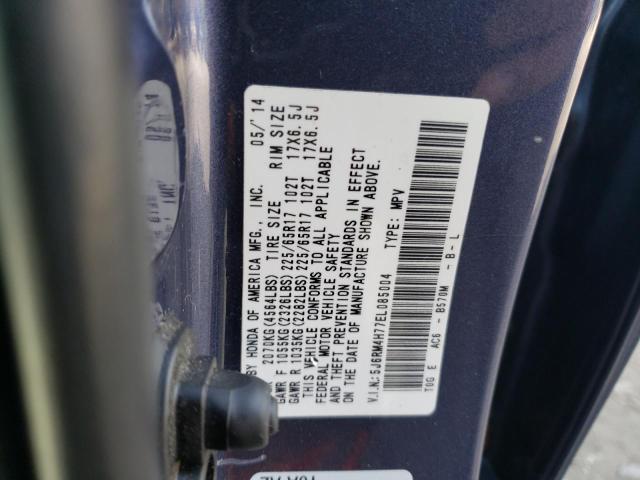 BY HONDA OF AMERICA MFG., INC. 05/'14
2070KG(4564LBS) TIRE SIZE RIM SIZE
GAWR F 1055KG(2326LBS) 225/65R17 102T 17X6.5J
GAWR R 1035KG(2282LBS) 225/65R17 102T 17X6.5J
THIS VEHICLE CONFORMS TO ALL APPLICABLE
FEDERAL MOTOR VEHICLE SAFETY
AND THEFT PREVENTION STANDARDS IN EFFECT
ON THE DATE OF MANUFACTURE SHOWN ABOVE.
V.I.N.: 5J6RM4H77EL085004 TYPE: MPV
T0G E AC6 - B570M - B - L